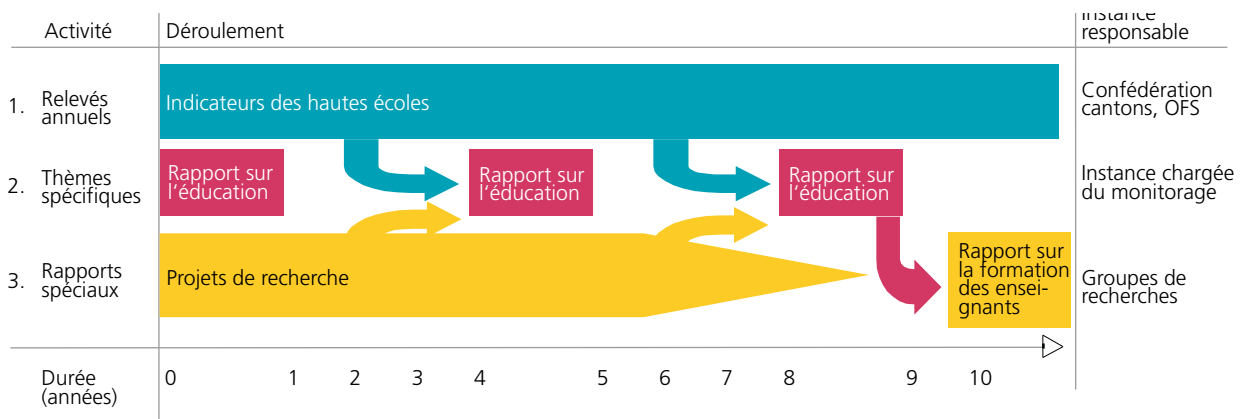 Activité
Déroulement
Instance
responsable
1.
Relevés
annuels
Indicateurs des hautes écoles
Confédération
cantons, OFS
2.
Thèmes
spécifiques
Rapport sur
l‘éducation
Rapport sur
l‘éducation
Rapport sur
l‘éducation
Instance chargée
du monitorage
3.
Rapports
spéciaux
Projets de recherche
Rapport sur
la formation
des ensei-
gnants
Groupes de
recherches
Durée
(années)
0 1 2 3 4 5 6 7 8 9 10